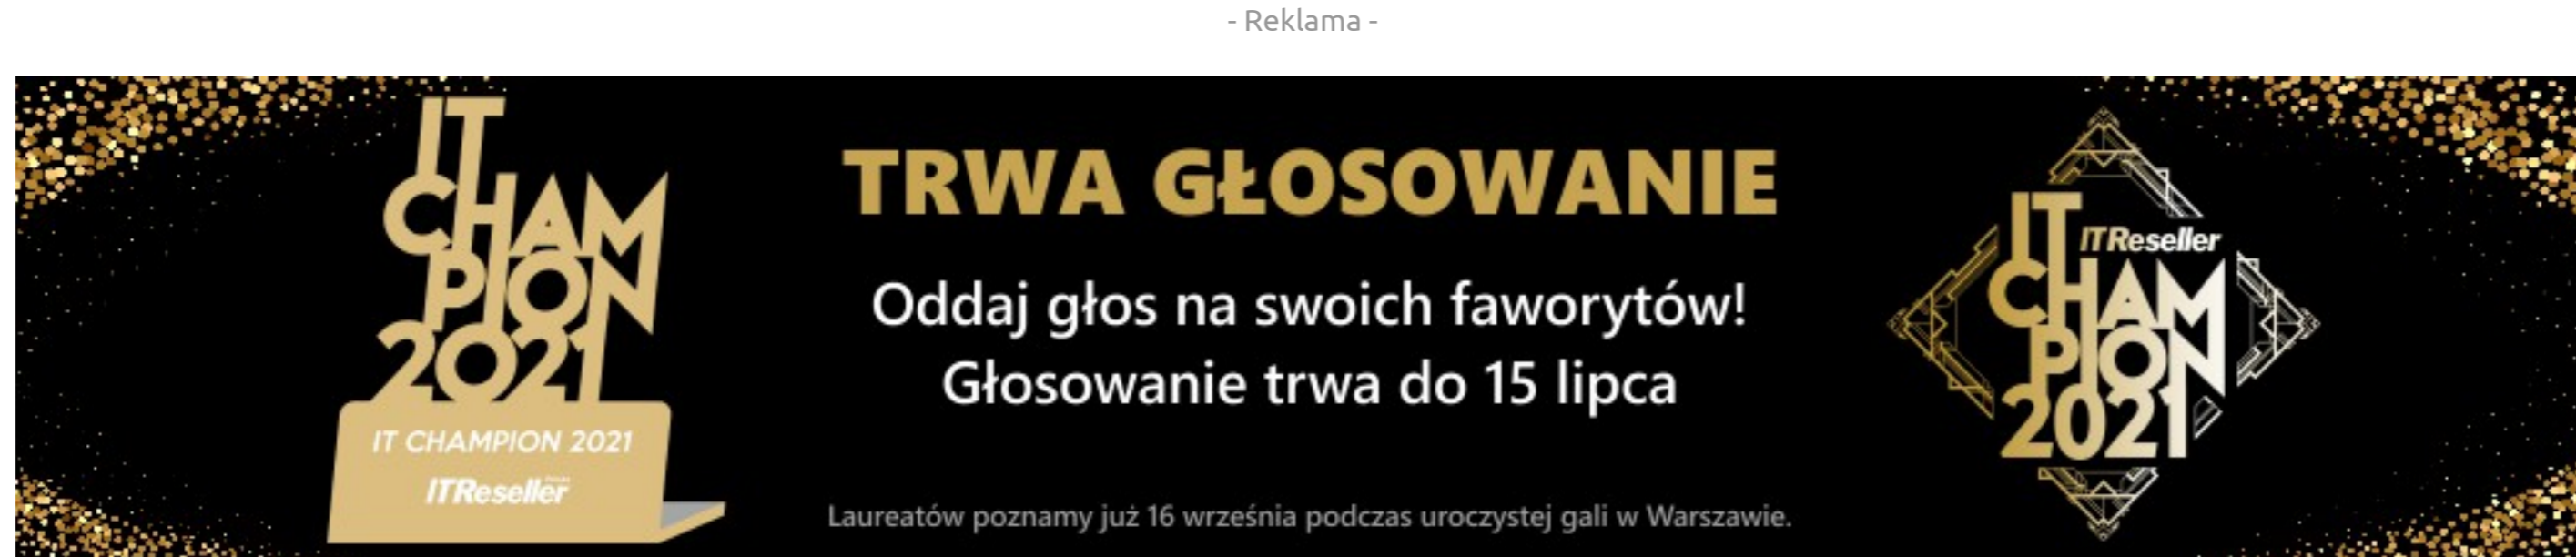 - Reklama -
IT
CHAM
PION
2021
IT CHAMPION 2021
ITReseller
TRWA GŁOSOWANIE
Oddaj głos na swoich faworytów!
Głosowanie trwa do 15 lipca
Laureatów poznamy już 16 września podczas uroczystej gali w Warszawie.
IT
ITReseller
CHAM
PION
2021